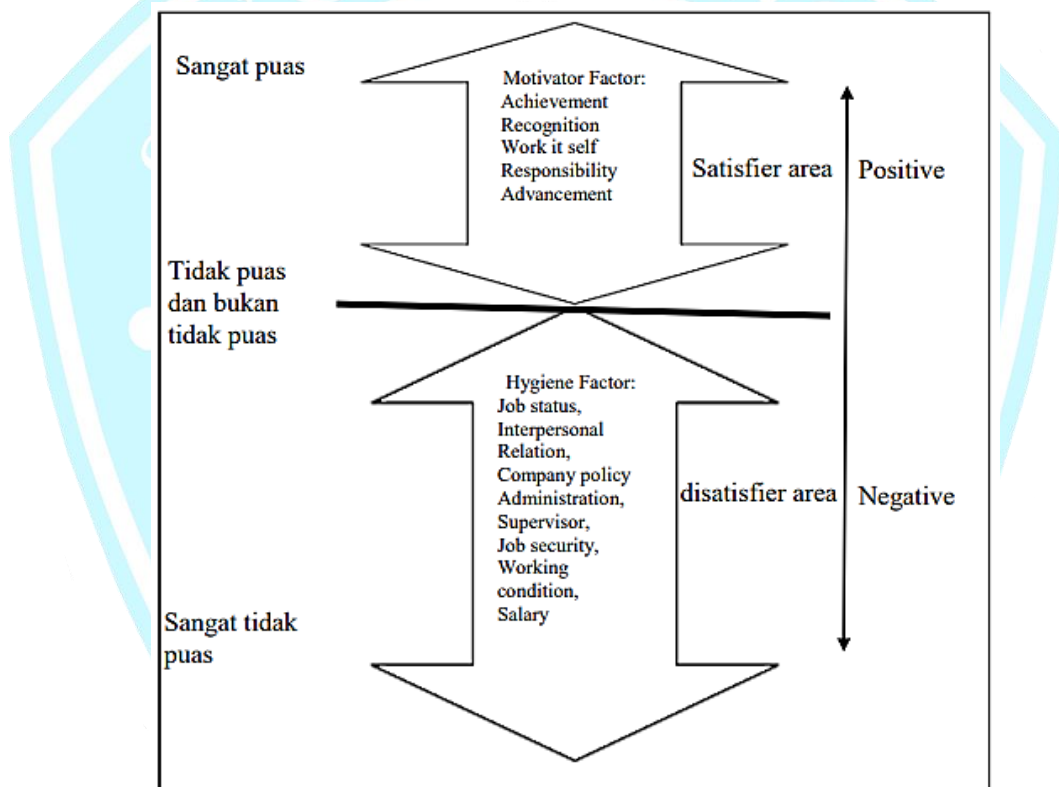 Sangat puas
Motivator Factor:
Achievement
Recognition
Work it self
Responsibility
Advancement
Satisfier area
Positive
Tidak puas
dan bukan
tidak puas
Hygiene Factor:
Job status,
Interpersonal
Relation,
Company policy
Administration,
Supervisor,
Job security,
Working
condition,
Salary
disatisfier area
Negative
Sangat tidak
puas